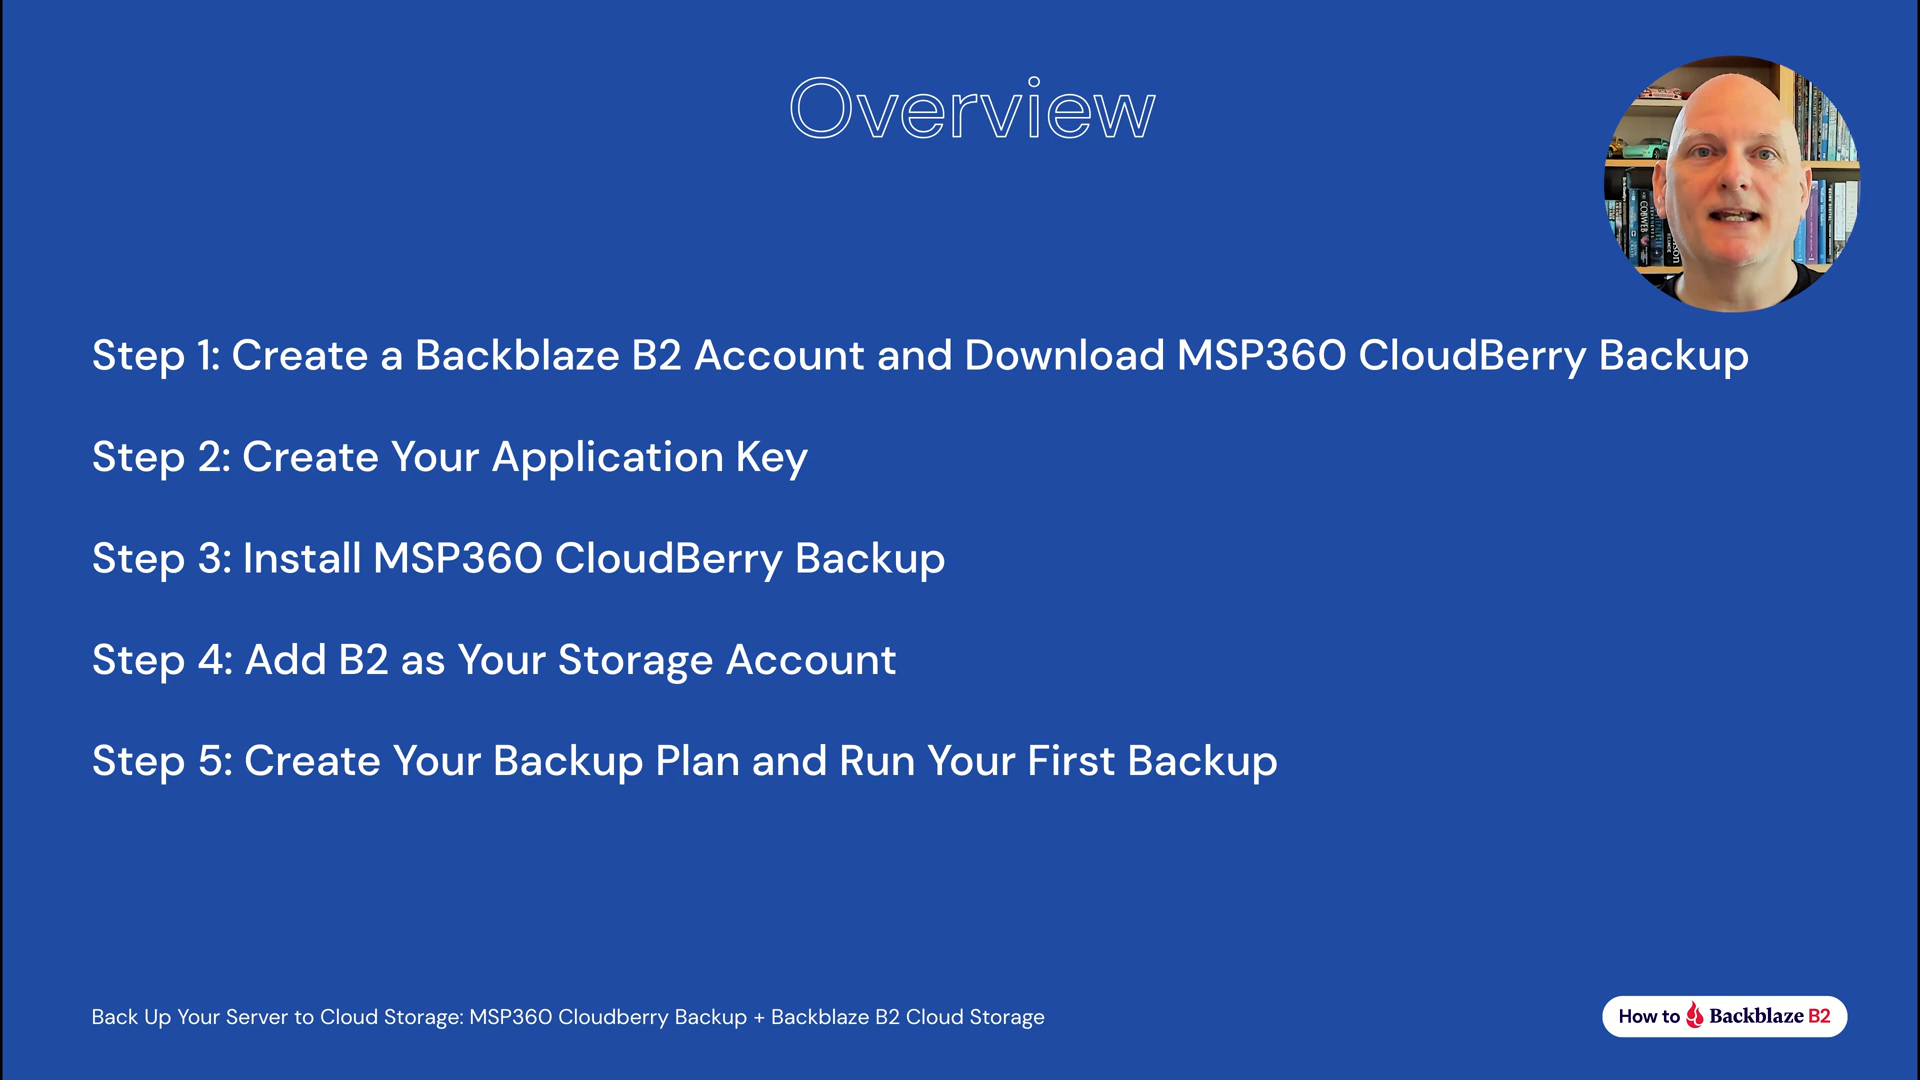 Overview
Step 1: Create a Backblaze B2 Account and Download MSP360 CloudBerry Backup
Step 2: Create Your Application Key
Step 3: Install MSP360 CloudBerry Backup
Step 4: Add B2 as Your Storage Account
Step 5: Create Your Backup Plan and Run Your First Backup
Back Up Your Server to Cloud Storage: MSP360 Cloudberry Backup + Backblaze B2 Cloud Storage
How to Backblaze B2
COBWEB